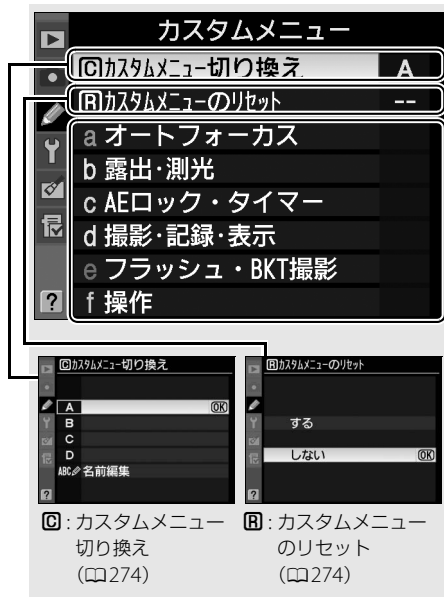 カスタムメニュー
Cカスタムメニュー切り換え A
Rカスタムメニューのリセット --
a オートフォーカス
b 露出･測光
c AEロック・タイマー
d 撮影･記録･表示
e フラッシュ・BKT撮影
f 操作
?
Cカスタムメニュー切り換え
A OK
B
C
D
ABC 名前編集
?
Rカスタムメニューのリセット
する
しない OK
?
C：カスタムメニュー
切り換え
（274）
R：カスタムメニュー
のリセット
（274）